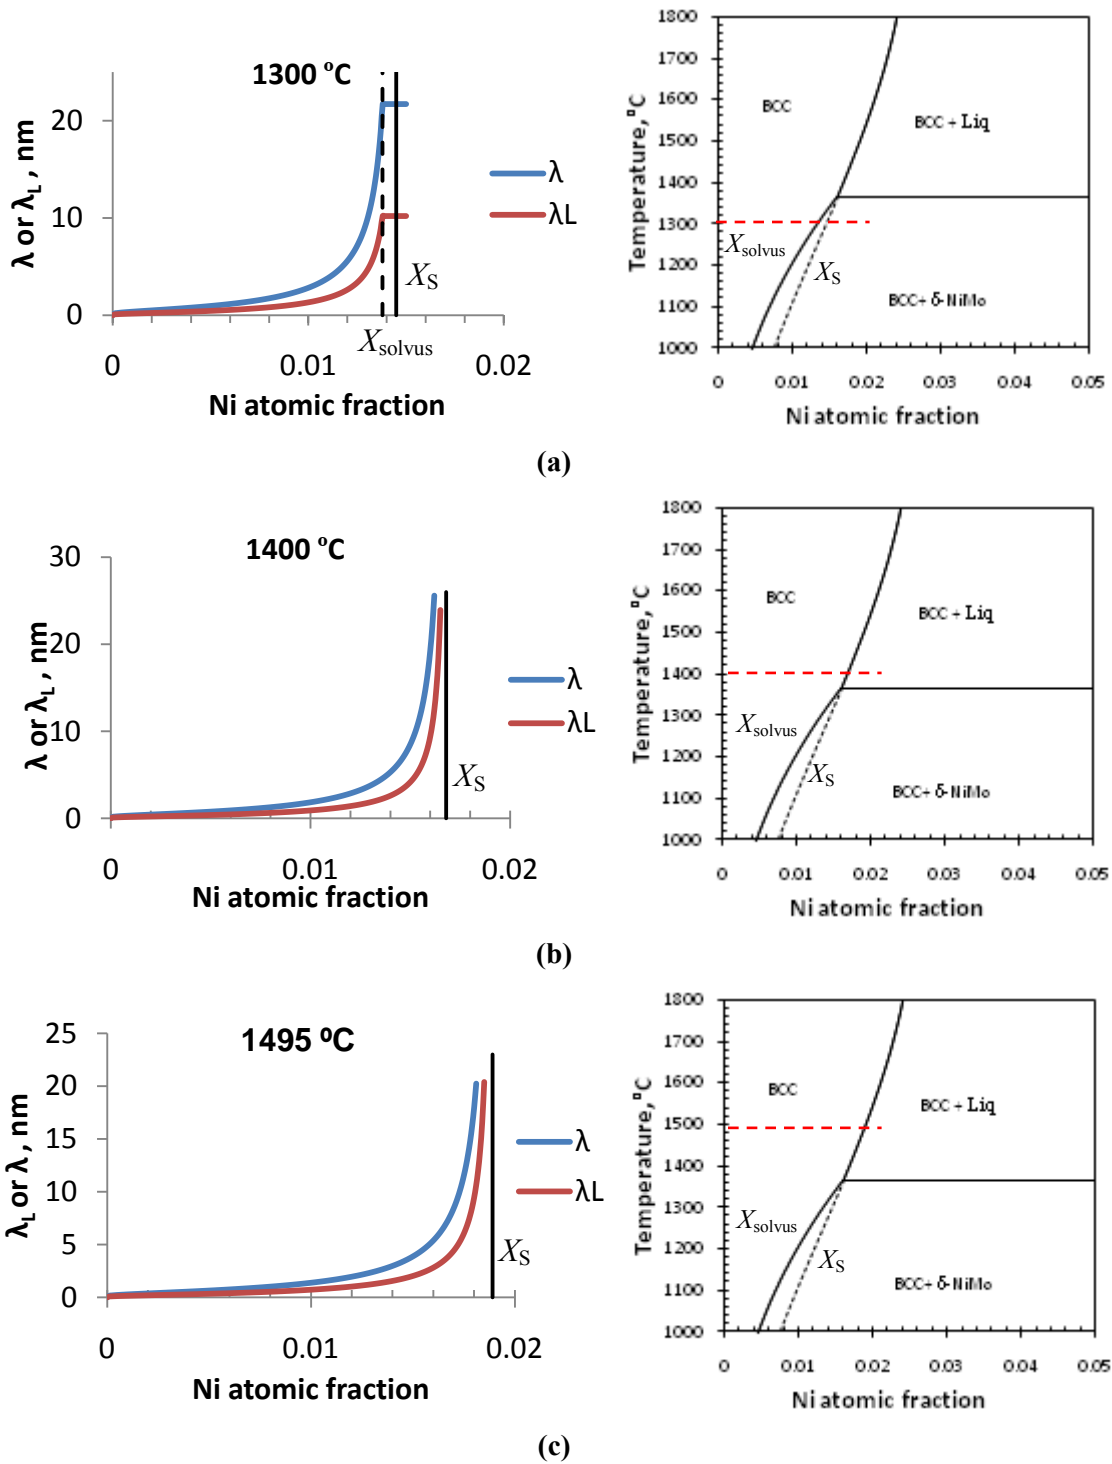 1300 ºC
λ or λL , nm
20
10
0
0
0.01
0.02
Xsolvus
XS
λ
λL
Ni atomic fraction
Temperature, ºC
1800
1700
1600
1500
1400
1300
1200
1100
1000
BCC
BCC + Liq
Xsolvus
XS
BCC+ δ-NiMo
0
0.01
0.02
0.03
0.04
0.05
Ni atomic fraction
(a)
1400 ºC
λ or λL , nm
30
20
10
0
0
0.01
0.02
XS
λ
λL
Ni atomic fraction
Temperature, ºC
1800
1700
1600
1500
1400
1300
1200
1100
1000
BCC
BCC + Liq
Xsolvus
XS
BCC+ δ-NiMo
0
0.01
0.02
0.03
0.04
0.05
Ni atomic fraction
(b)
1495 ºC
λL or λ , nm
25
20
15
10
5
0
0
0.01
0.02
XS
λ
λL
Ni atomic fraction
Temperature, ºC
1800
1700
1600
1500
1400
1300
1200
1100
1000
BCC
BCC + Liq
Xsolvus
XS
BCC+ δ-NiMo
0
0.01
0.02
0.03
0.04
0.05
Ni atomic fraction
(c)